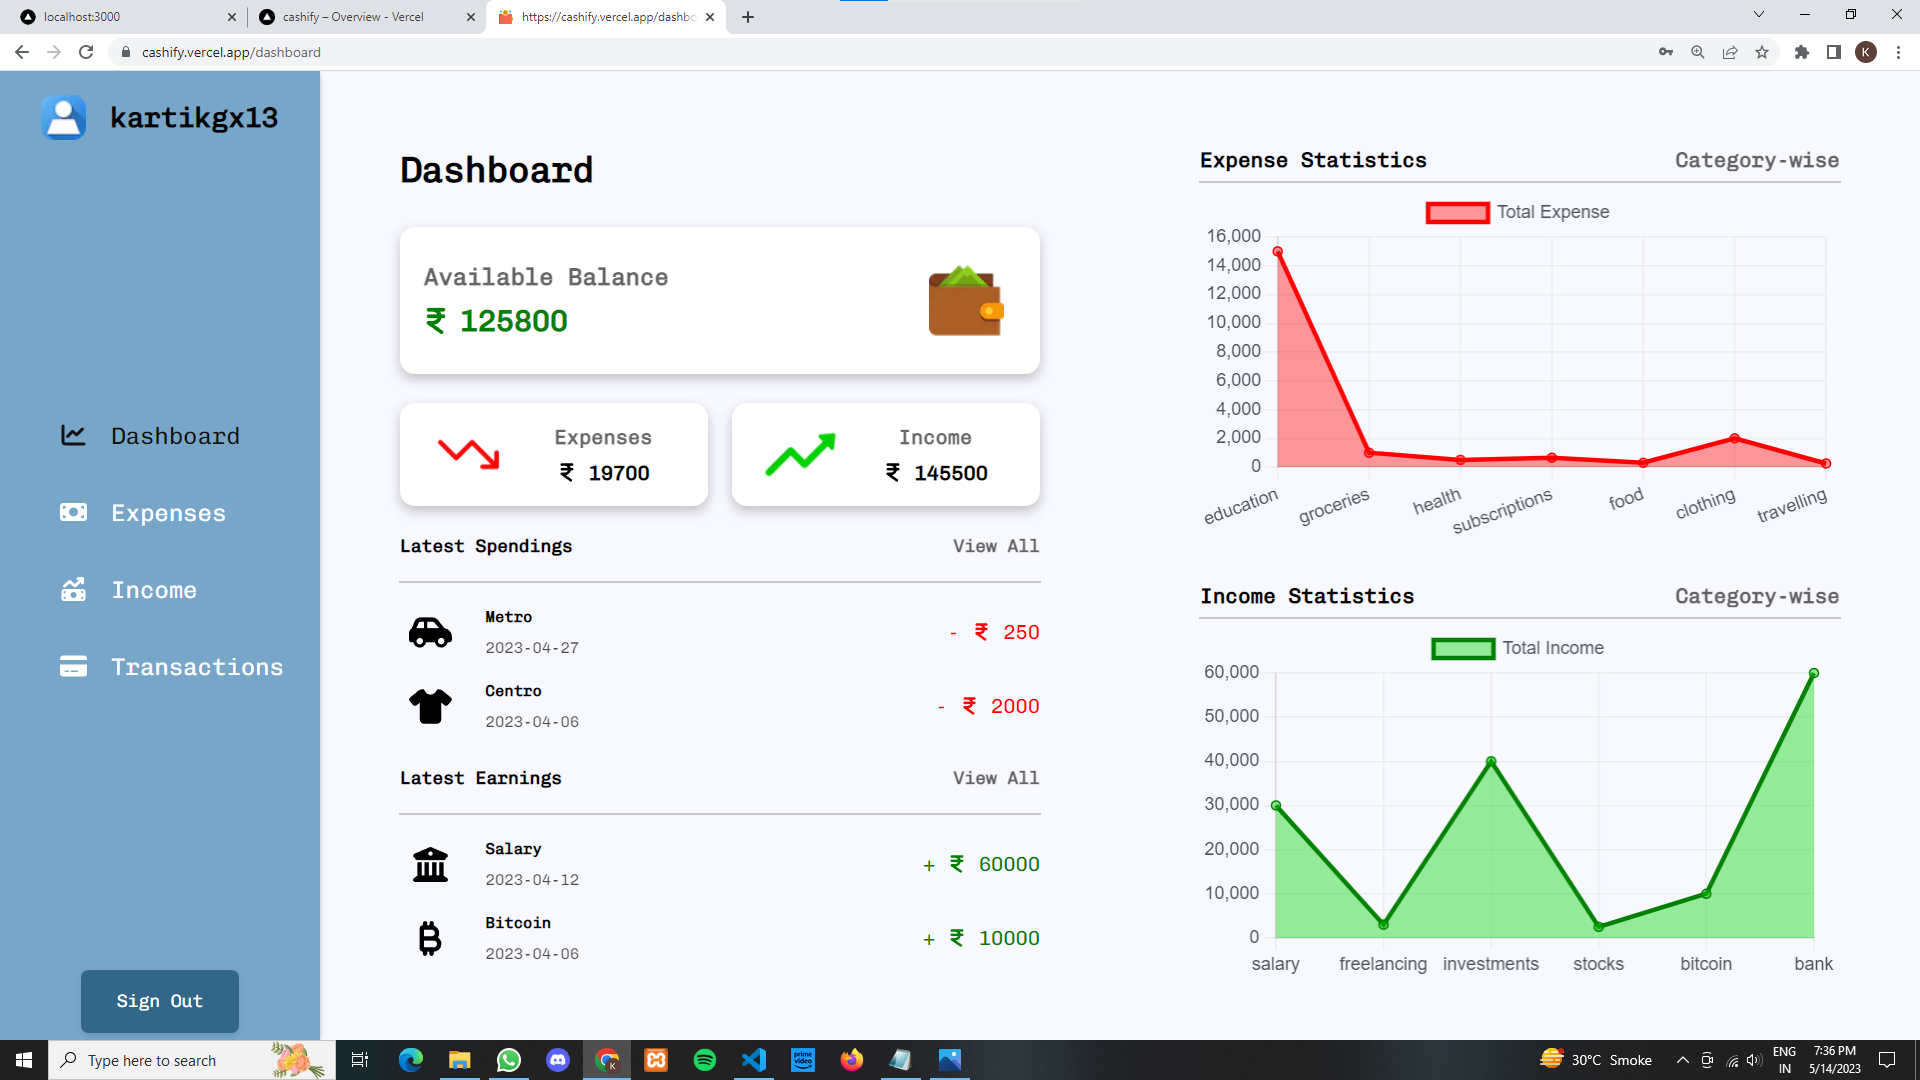 localhost:3000
cashify – Overview - Vercel
https://cashify.vercel.app/dashbo
cashify.vercel.app/dashboard
K
kartikgx13
Dashboard
Expenses
Income
Transactions
Sign Out
Dashboard
Available Balance
₹ 125800
Expenses
₹ 19700
Income
₹ 145500
Latest Spendings View All
Metro
2023-04-27
- ₹ 250
Centro
2023-04-06
- ₹ 2000
Latest Earnings View All
Salary
2023-04-12
+ ₹ 60000
Bitcoin
2023-04-06
+ ₹ 10000
Expense Statistics Category-wise
Total Expense
16,000
14,000
12,000
10,000
8,000
6,000
4,000
2,000
0
education groceries health subscriptions food clothing travelling
Income Statistics Category-wise
Total Income
60,000
50,000
40,000
30,000
20,000
10,000
0
salary freelancing investments stocks bitcoin bank
Type here to search
prime video
K
30°C Smoke
ENG
IN
7:36 PM
5/14/2023